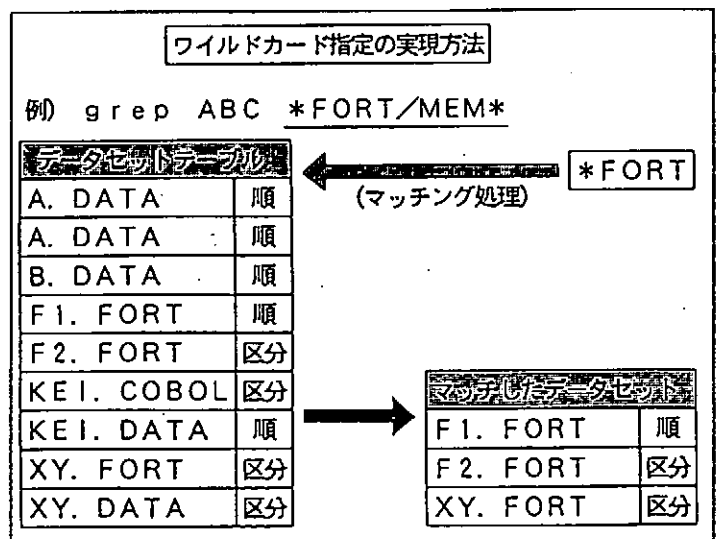 ワイルドカード指定の実現方法
例) grep ABC *FORT/MEM*
データセットテーブル
*FORT
(マッチング処理)
A. DATA 順
A. DATA 順
B. DATA 順
F1. FORT 順
F2. FORT 区分
KEI. COBOL 区分
KEI. DATA 順
XY. FORT 区分
XY. DATA 区分
マッチしたデータセット
F1. FORT 順
F2. FORT 区分
XY. FORT 区分